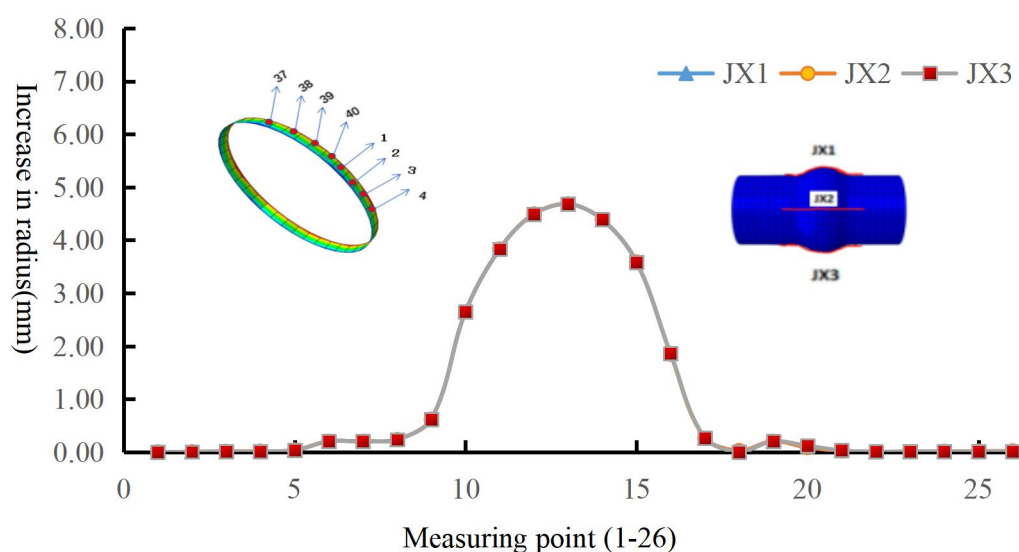 8.00
7.00
6.00
5.00
4.00
3.00
2.00
1.00
0.00
Increase in radius(mm)
37
38
39
40
1
2
3
4
JX1 JX2 JX3
JX1
JX2
JX3
0 5 10 15 20 25
Measuring point (1-26)